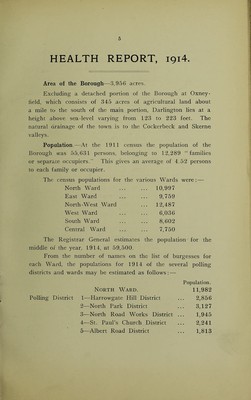 5
HEALTH REPORT, 1914.
Area of the Borough—3,956 acres.
Excluding a detached portion of the Borough at Oxney-
field, which consists of 345 acres of agricultural land about
a mile to the south of the main portion, Darlington lies at a
height above sea-level varying from 123 to 223 feet. The
natural drainage of the town is to the Cockerbeck and Skerne
valleys.
Population.—At the 1911 census the population of the
Borough was 55,631 persons, belonging to 12,289 "families
or separate occupiers." This gives an average of 4.52 persons
to each family or occupier.
The census populations for the various Wards were:—
North Ward ... ... 10,997
East Ward ... ... 9,759
North-West Ward ... ... 12,487
West Ward ... ... 6,036
South Ward ... ... 8,602
Central Ward ... ... 7,750
The Registrar General estimates the population for the
middle of the year, 1914, at 59,500.
From the number of names on the list of burgesses for
each Ward, the populations for 1914 of the several polling
districts and wards may be estimated as follows:—
Population.
North Ward. 11,982
Polling District 1—Harrowgate Hill District ... 2,856
2—North Park District ... 3,127
3—North Road Works District ... 1,945
4—St. Paul's Church District ... 2,241
5—Albert Road District ... 1,813